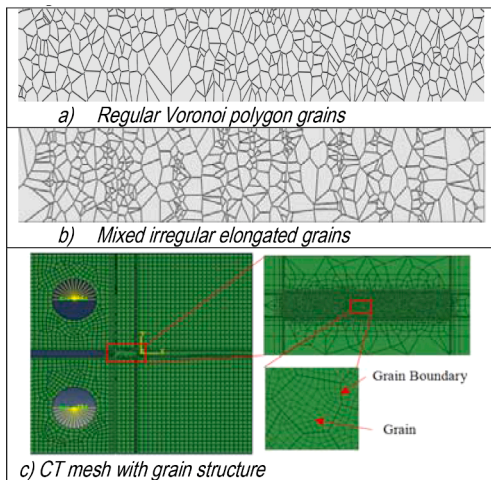 a) Regular Voronoi polygon grains
b) Mixed irregular elongated grains
Grain Boundary
Grain
c) CT mesh with grain structure